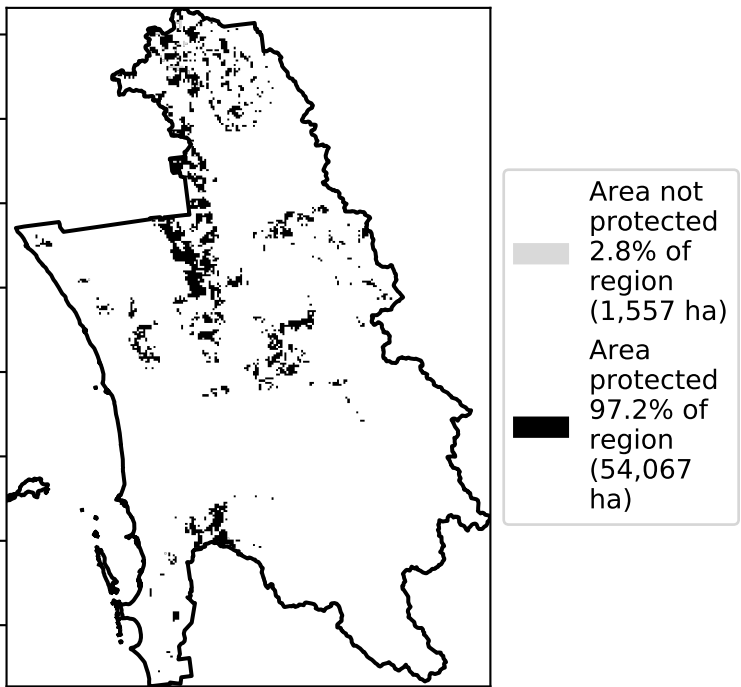 Area not
protected
2.8% of
region
(1,557 ha)
Area
protected
97.2% of
region
(54,067
ha)